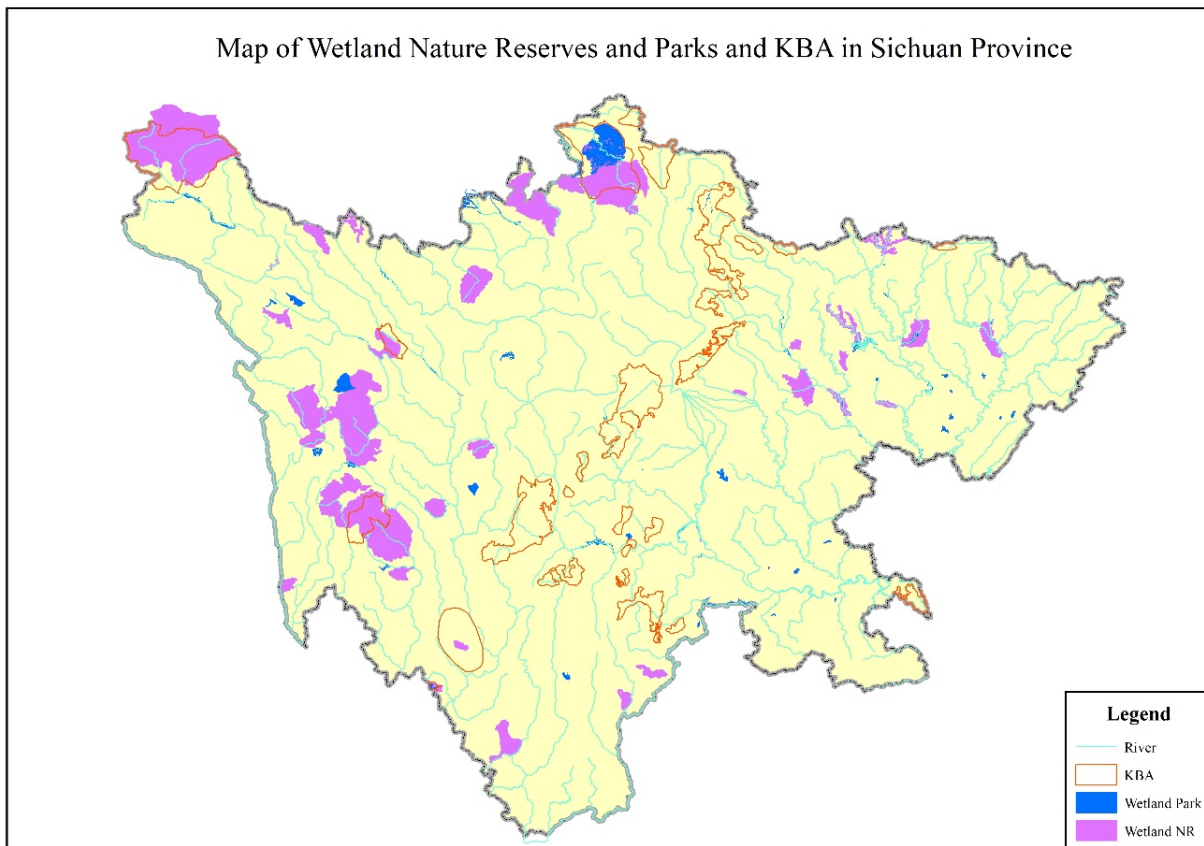 Map of Wetland Nature Reserves and Parks and KBA in Sichuan Province
Legend
River
KBA
Wetland Park
Wetland NR